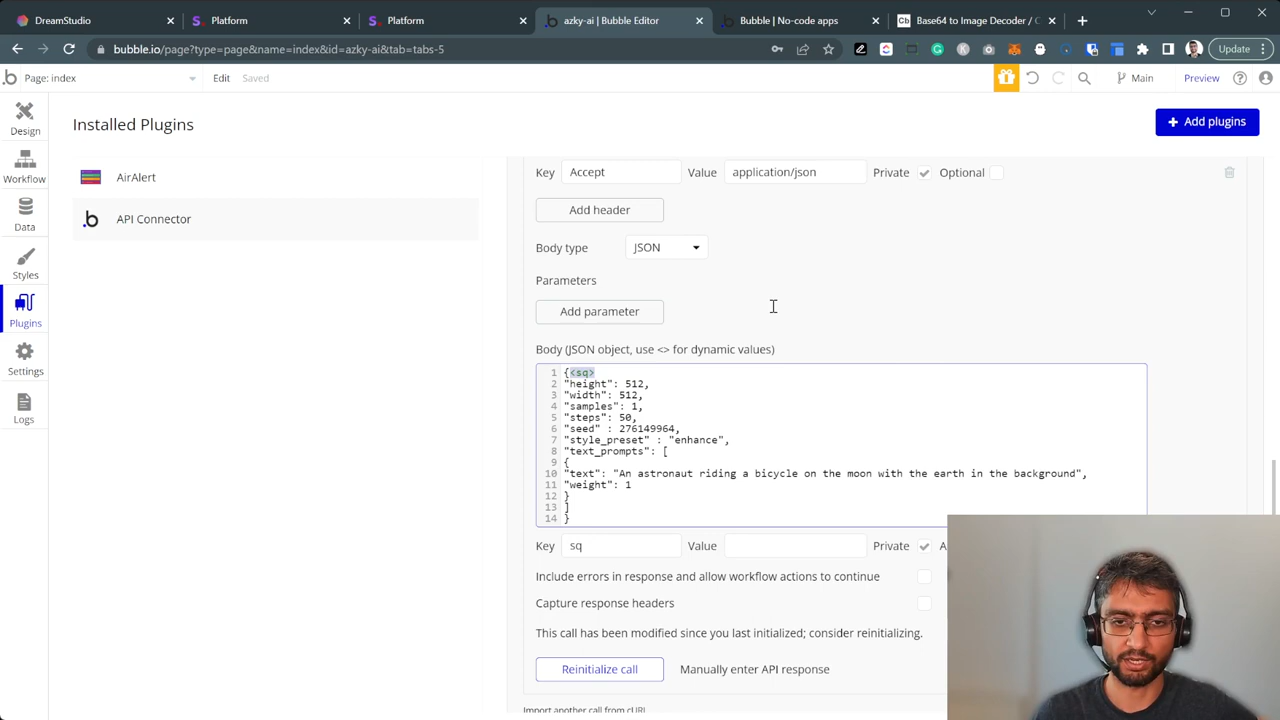 DreamStudio
Platform
Platform
azky-ai | Bubble Editor
Bubble | No-code apps
Cb
Base64 to Image Decoder / C
bubble.io/page?type=page&name=index&id=azky-ai&tab=tabs-5
Update
Page: index
Edit
Saved
Main
Preview
Design
Workflow
Data
Styles
Plugins
Settings
Logs
Installed Plugins
+ Add plugins
AirAlert
API Connector
Key Accept Value application/json Private Optional
Add header
Body type JSON
Parameters
Add parameter
Body (JSON object, use <> for dynamic values)
1 {<sq>
2 "height": 512,
3 "width": 512,
4 "samples": 1,
5 "steps": 50,
6 "seed" : 276149964,
7 "style_preset" : "enhance",
8 "text_prompts": [
9 {
10 "text": "An astronaut riding a bicycle on the moon with the earth in the background",
11 "weight": 1
12 }
13 ]
14 }
Key sq Value Private A
Include errors in response and allow workflow actions to continue
Capture response headers
This call has been modified since you last initialized; consider reinitializing.
Reinitialize call Manually enter API response
Import another call from cURL